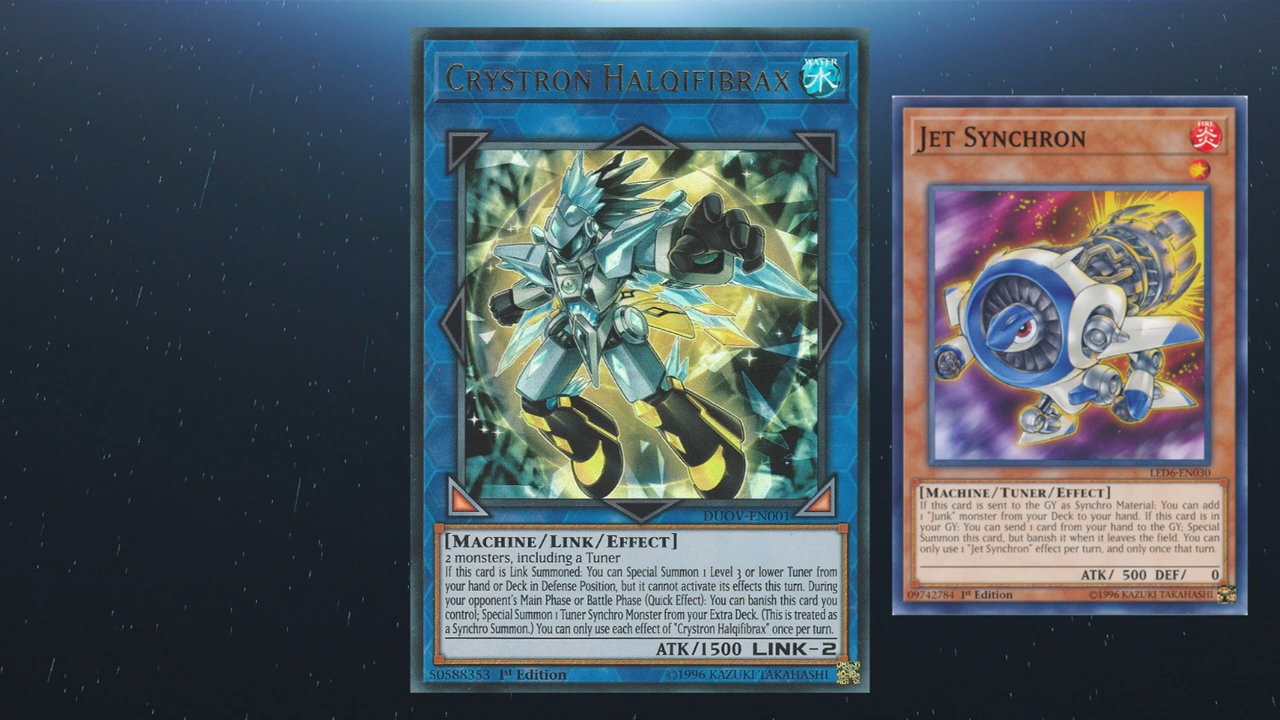 CRYSTRON HALQIFIBRAX
WATER
水
DUOV-EN001
[MACHINE/LINK/EFFECT]
2 monsters, including a Tuner
If this card is Link Summoned: You can Special Summon 1 Level 3 or lower Tuner from
your hand or Deck in Defense Position, but it cannot activate its effects this turn. During
your opponent's Main Phase or Battle Phase (Quick Effect): You can banish this card you
control; Special Summon 1 Tuner Synchro Monster from your Extra Deck. (This is treated as
a Synchro Summon.) You can only use each effect of "Crystron Halqifibrax" once per turn.
ATK/1500 LINK-2
50588353 1st Edition ©1996 KAZUKI TAKAHASHI
JET SYNCHRON
FIRE
炎
LED6-EN030
[MACHINE/TUNER/EFFECT]
If this card is sent to the GY as Synchro Material: You can add
1 "Junk" monster from your Deck to your hand. If this card is in
your GY: You can send 1 card from your hand to the GY; Special
Summon this card, but banish it when it leaves the field. You can
only use 1 "Jet Synchron" effect per turn, and only once that turn.
ATK/ 500 DEF/ 0
09742784 1st Edition ©1996 KAZUKI TAKAHASHI